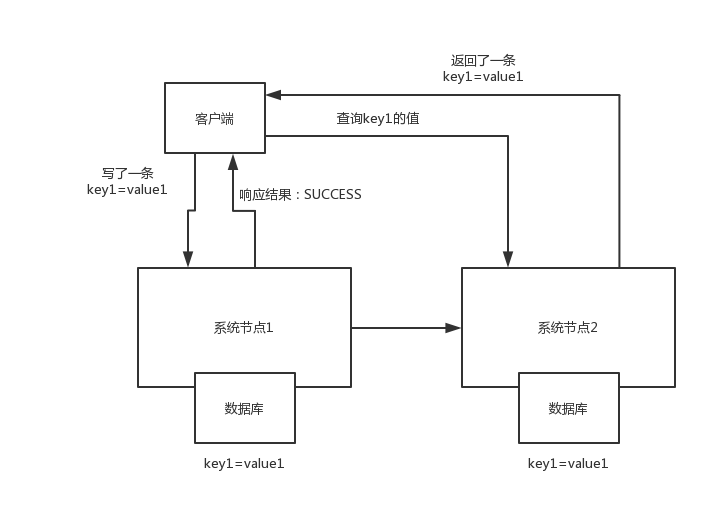 返回了一条
key1=value1
客户端
查询key1的值
写了一条
key1=value1
响应结果：SUCCESS
系统节点1
系统节点2
数据库
数据库
key1=value1
key1=value1